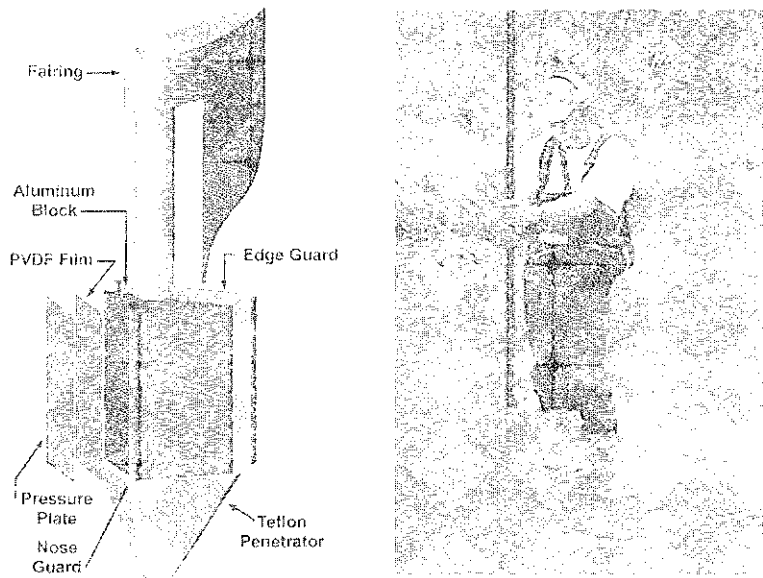 Fairing
Aluminum
Block
PVDF Film
Edge Guard
Pressure
Plate
Nose
Guard
Teflon
Penetrator